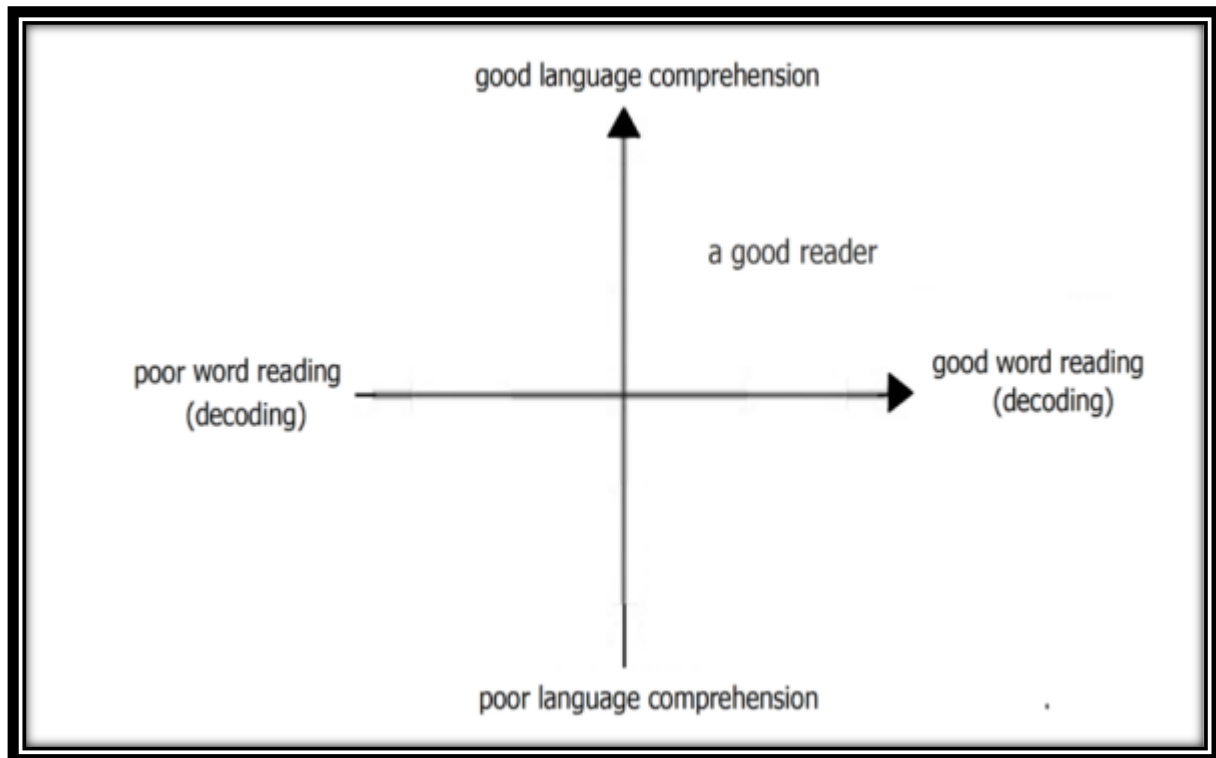 good language comprehension
a good reader
poor word reading
(decoding)
good word reading
(decoding)
poor language comprehension
.